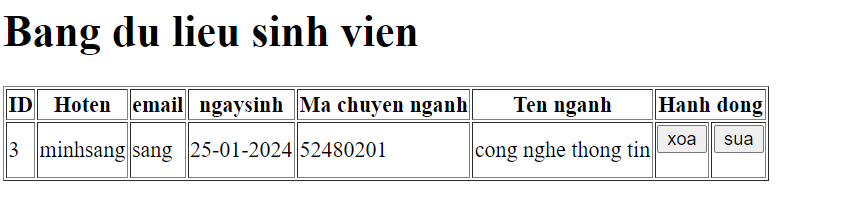 Bang du lieu sinh vien
ID Hoten email ngaysinh Ma chuyen nganh Ten nganh Hanh dong
3 minhsang sang 25-01-2024 52480201 cong nghe thong tin xoa sua